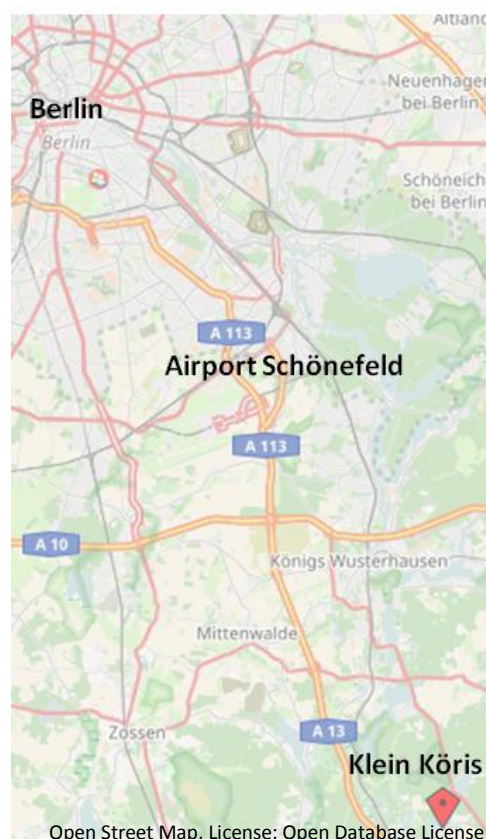 Altland
Neuenhagen
bei Berlin
Berlin
Berlin
Schöneich
bei Berlin
A 113
Airport Schönefeld
A 113
A 10
Königs Wusterhausen
Mittenwalde
Zossen
A 13
Klein Köris
Open Street Map, License: Open Database License